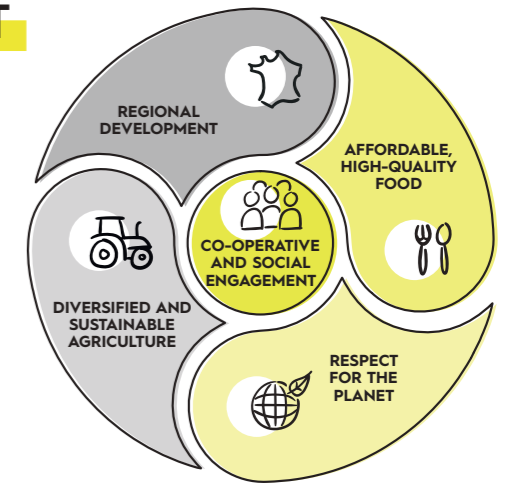 T
REGIONAL
DEVELOPMENT
AFFORDABLE,
HIGH-QUALITY
FOOD
CO-OPERATIVE
AND SOCIAL
ENGAGEMENT
DIVERSIFIED AND
SUSTAINABLE
AGRICULTURE
RESPECT
FOR THE
PLANET